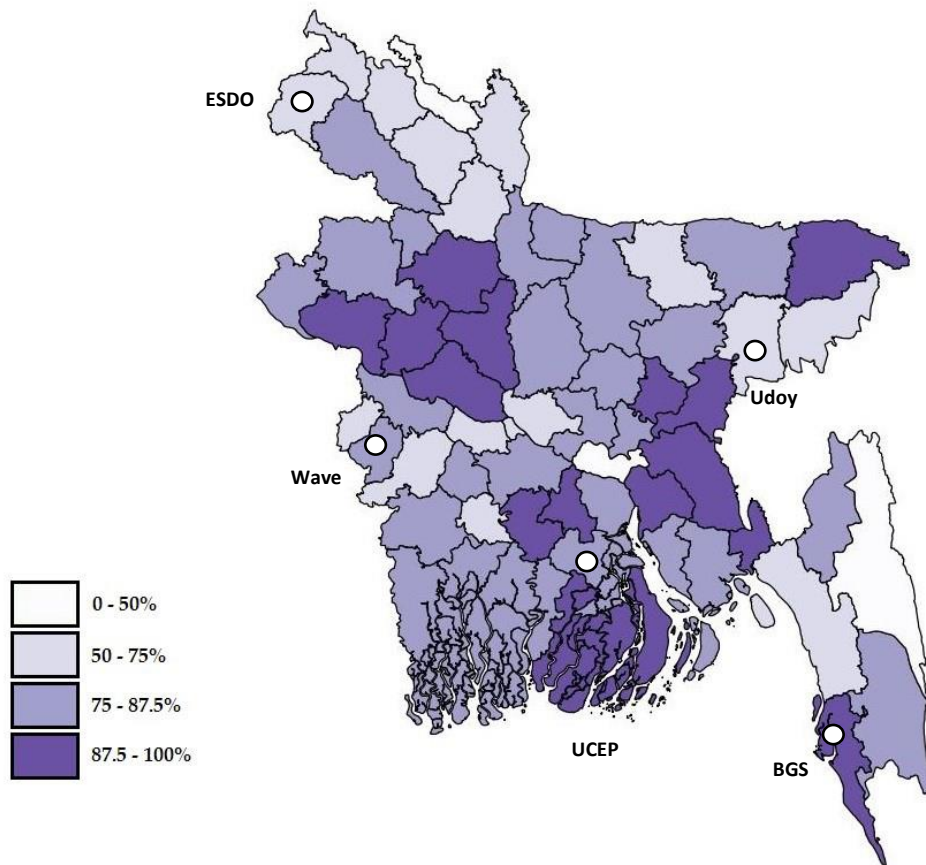 ESDO
Udoy
Wave
0 - 50%
50 - 75%
75 - 87.5%
87.5 - 100%
UCEP
BGS